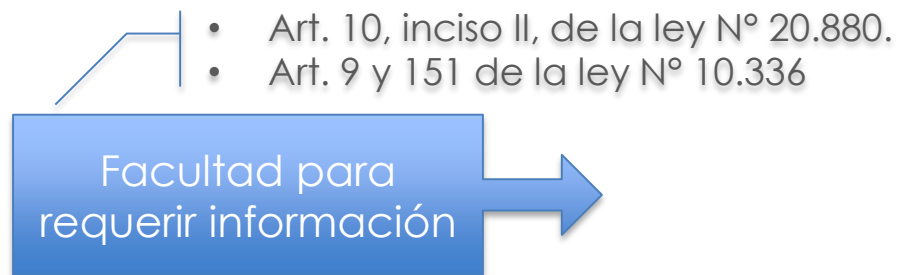 • Art. 10, inciso II, de la ley N° 20.880.
• Art. 9 y 151 de la ley N° 10.336
Facultad para
requerir información